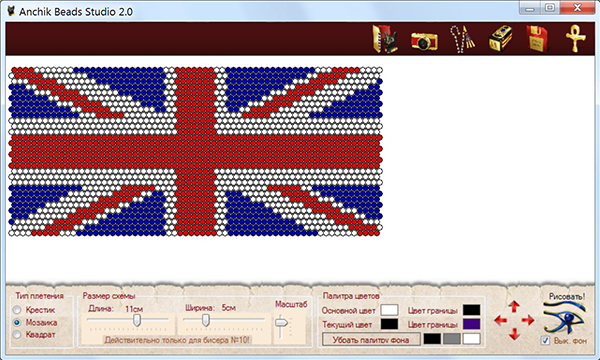 Anchik Beads Studio 2.0
Тип плетения
Крестик
Мозаика
Квадрат
Размер схемы
Длина: 11см Ширина: 5см
Масштаб
Действительно только для бисера №10!
Палитра цветов
Основной цвет Цвет границы
Текущий цвет Цвет границы
Убрать палитру фона
Рисовать!
Вык. фон